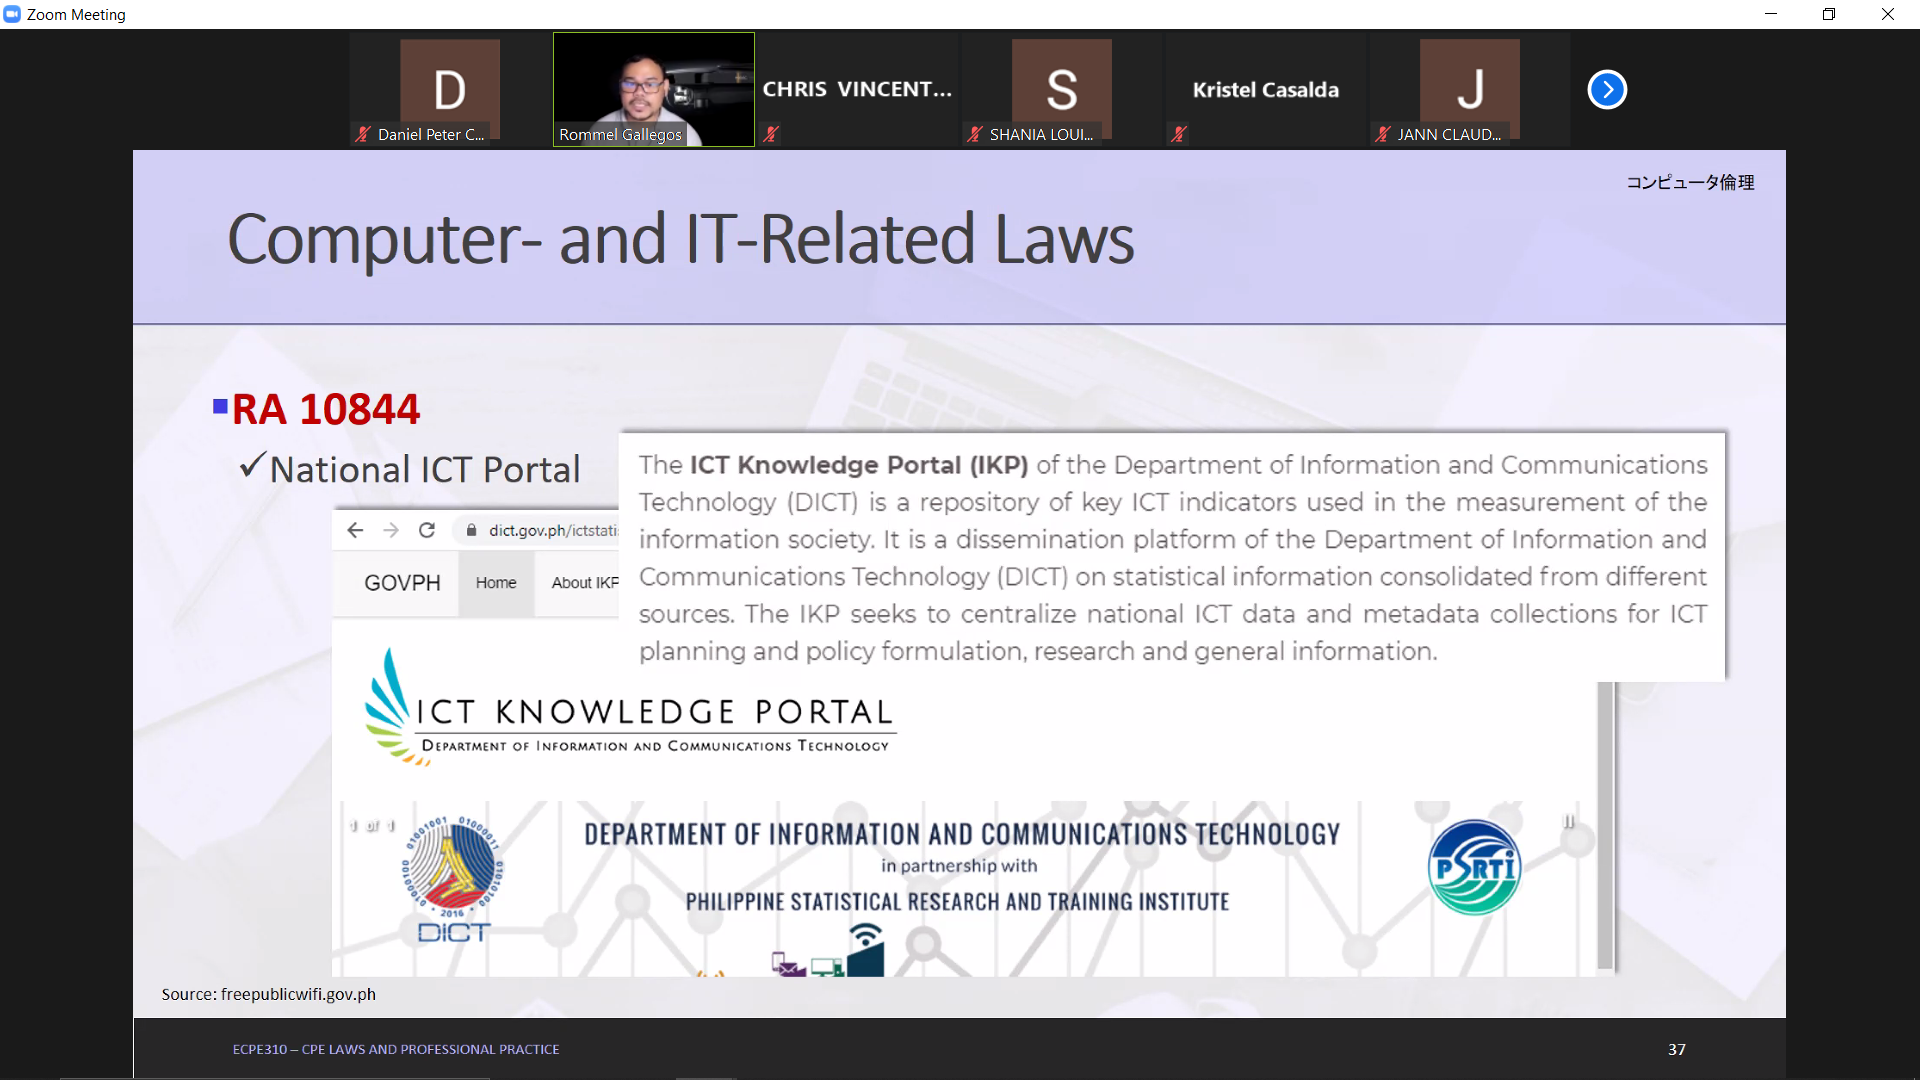 Zoom Meeting
D
Daniel Peter C...
Rommel Gallegos
CHRIS VINCENT...
S
SHANIA LOUI...
Kristel Casalda
J
JANN CLAUD...
コンピュータ倫理
Computer- and IT-Related Laws
RA 10844
✓National ICT Portal
The ICT Knowledge Portal (IKP) of the Department of Information and Communications
Technology (DICT) is a repository of key ICT indicators used in the measurement of the
information society. It is a dissemination platform of the Department of Information and
Communications Technology (DICT) on statistical information consolidated from different
sources. The IKP seeks to centralize national ICT data and metadata collections for ICT
planning and policy formulation, research and general information.
dict.gov.ph/ictstati
GOVPH
Home
About IKP
ICT KNOWLEDGE PORTAL
DEPARTMENT OF INFORMATION AND COMMUNICATIONS TECHNOLOGY
1 of 1
DEPARTMENT OF INFORMATION AND COMMUNICATIONS TECHNOLOGY
in partnership with
PHILIPPINE STATISTICAL RESEARCH AND TRAINING INSTITUTE
2016
DICT
PSRTI
Source: freepublicwifi.gov.ph
ECPE310 – CPE LAWS AND PROFESSIONAL PRACTICE
37